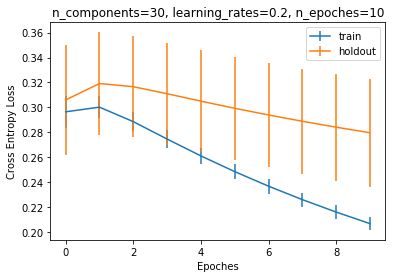 n_components=30, learning_rates=0.2, n_epoches=10
train
holdout
Cross Entropy Loss
0.36
0.34
0.32
0.30
0.28
0.26
0.24
0.22
0.20
0 2 4 6 8
Epoches